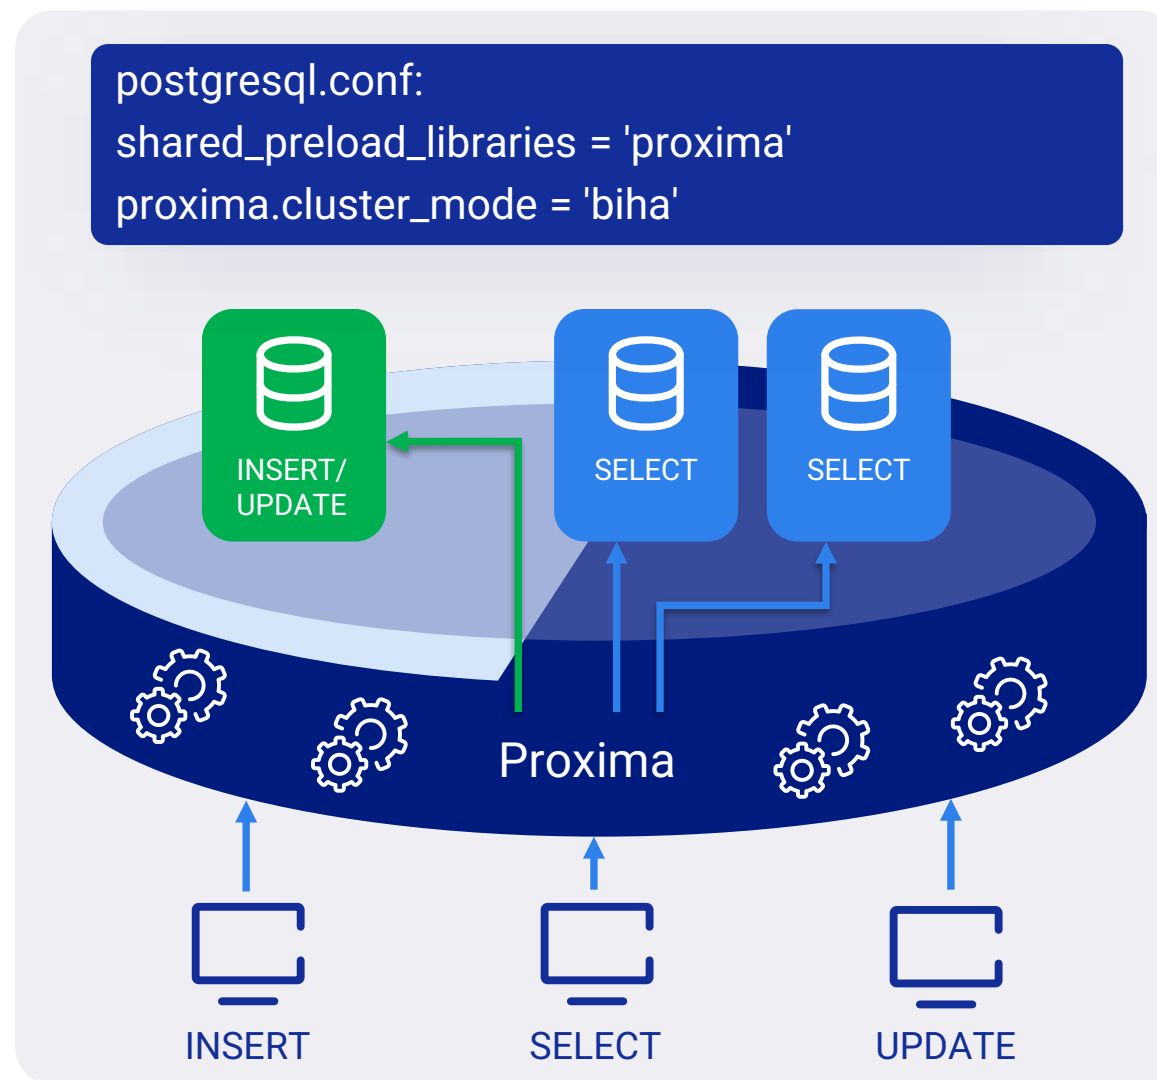 postgresql.conf:
shared_preload_libraries = 'proxima'
proxima.cluster_mode = 'biha'
INSERT/
UPDATE
SELECT
SELECT
Proxima
INSERT
SELECT
UPDATE